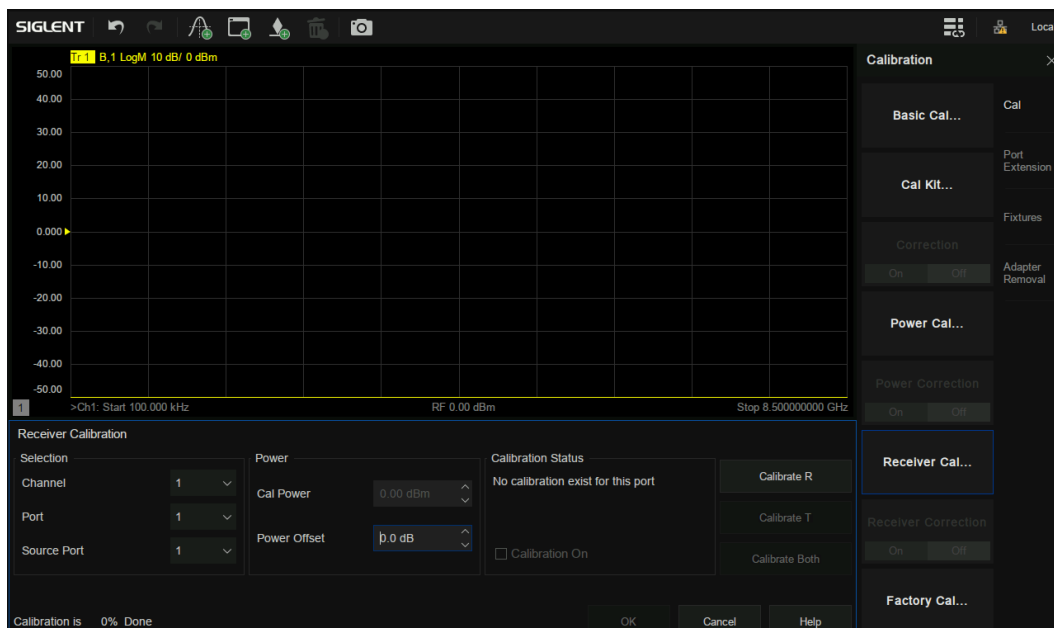 SIGLENT
Loca
Tr 1 B,1 LogM 10 dB/ 0 dBm
50.00
40.00
30.00
20.00
10.00
0.000
-10.00
-20.00
-30.00
-40.00
-50.00
1 >Ch1: Start 100.000 kHz RF 0.00 dBm Stop 8.500000000 GHz
Receiver Calibration
Selection
Channel 1
Port 1
Source Port 1
Power
Cal Power 0.00 dBm
Power Offset 0.0 dB
Calibration Status
No calibration exist for this port
Calibration On
Calibrate R
Calibrate T
Calibrate Both
Calibration is 0% Done
OK Cancel Help
Calibration
Basic Cal...
Cal Kit...
Correction
On Off
Power Cal...
Power Correction
On Off
Receiver Cal...
Receiver Correction
On Off
Factory Cal...
Cal
Port
Extension
Fixtures
Adapter
Removal